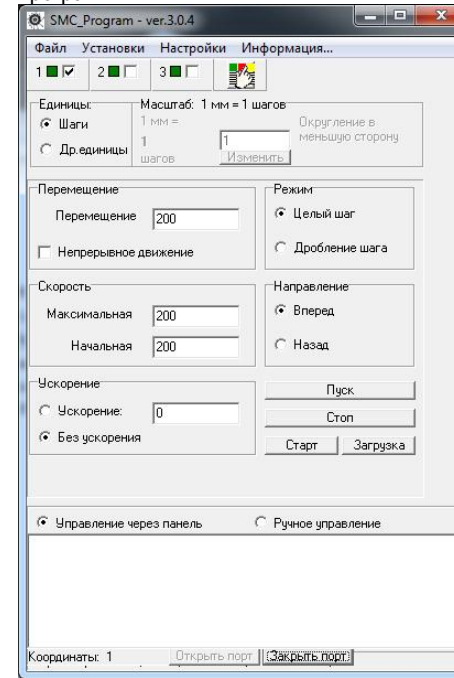 SMC_Program - ver.3.0.4
Файл Установки Настройки Информация...
1 2 3
Единицы: Масштаб: 1 мм = 1 шагов
Шаги 1 мм = Округление в
меньшую сторону
Др.единицы 1 1
шагов Изменить
Перемещение Режим
Перемещение 200 Целый шаг
Непрерывное движение Дробление шага
Скорость Направление
Максимальная 200 Вперед
Начальная 200 Назад
Ускорение Пуск
Ускорение: 0 Стоп
Без ускорения Старт Загрузка
Управление через панель Ручное управление
Координаты: 1 Открыть порт Закрыть порт